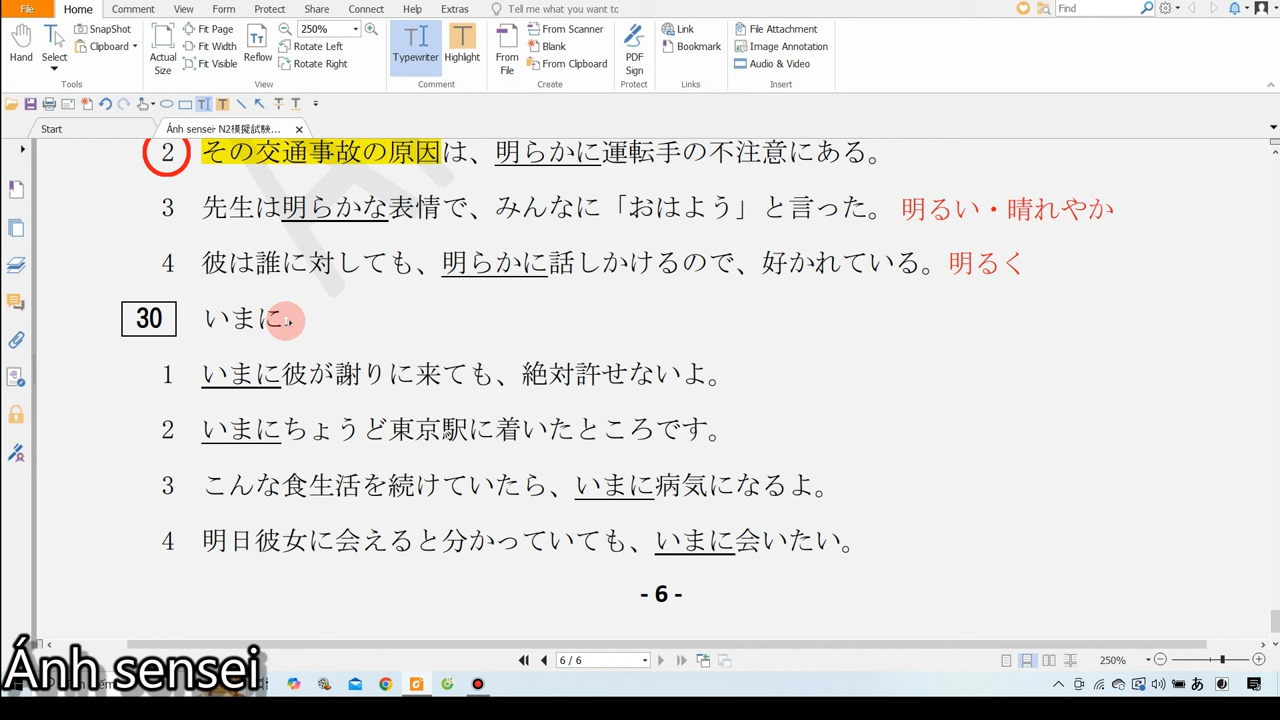 File Home Comment View Form Protect Share Connect Help Extras Tell me what you want tc Find
SnapShot Clipboard Hand Select Actual Size Fit Page Fit Width Fit Visible Reflow 250% Rotate Left Rotate Right Typewriter Highlight From File From Scanner Blank From Clipboard PDF Sign Link Bookmark File Attachment Image Annotation Audio & Video
Tools View Comment Create Protect Links Insert
Start Ánh sensei N2模擬試験...
2 その交通事故の原因は、明らかに運転手の不注意にある。
3 先生は明らかな表情で、みんなに「おはよう」と言った。 明るい・晴れやか
4 彼は誰に対しても、明らかに話しかけるので、好かれている。明るく
30 いまに
1 いまに彼が謝りに来ても、絶対許せないよ。
2 いまにちょうど東京駅に着いたところです。
3 こんな食生活を続けていたら、いまに病気になるよ。
4 明日彼女に会えると分かっていても、いまに会いたい。
- 6 -
6 / 6 250%
Ánh sensei